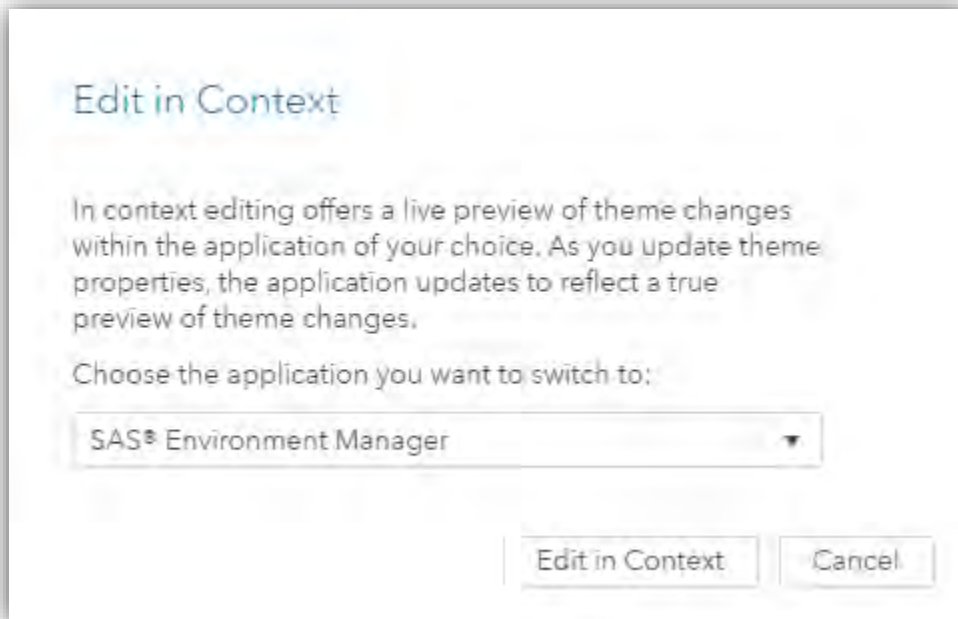 Edit in Context
In context editing offers a live preview of theme changes
within the application of your choice. As you update theme
properties, the application updates to reflect a true
preview of theme changes.
Choose the application you want to switch to:
SAS® Environment Manager
Edit in Context
Cancel